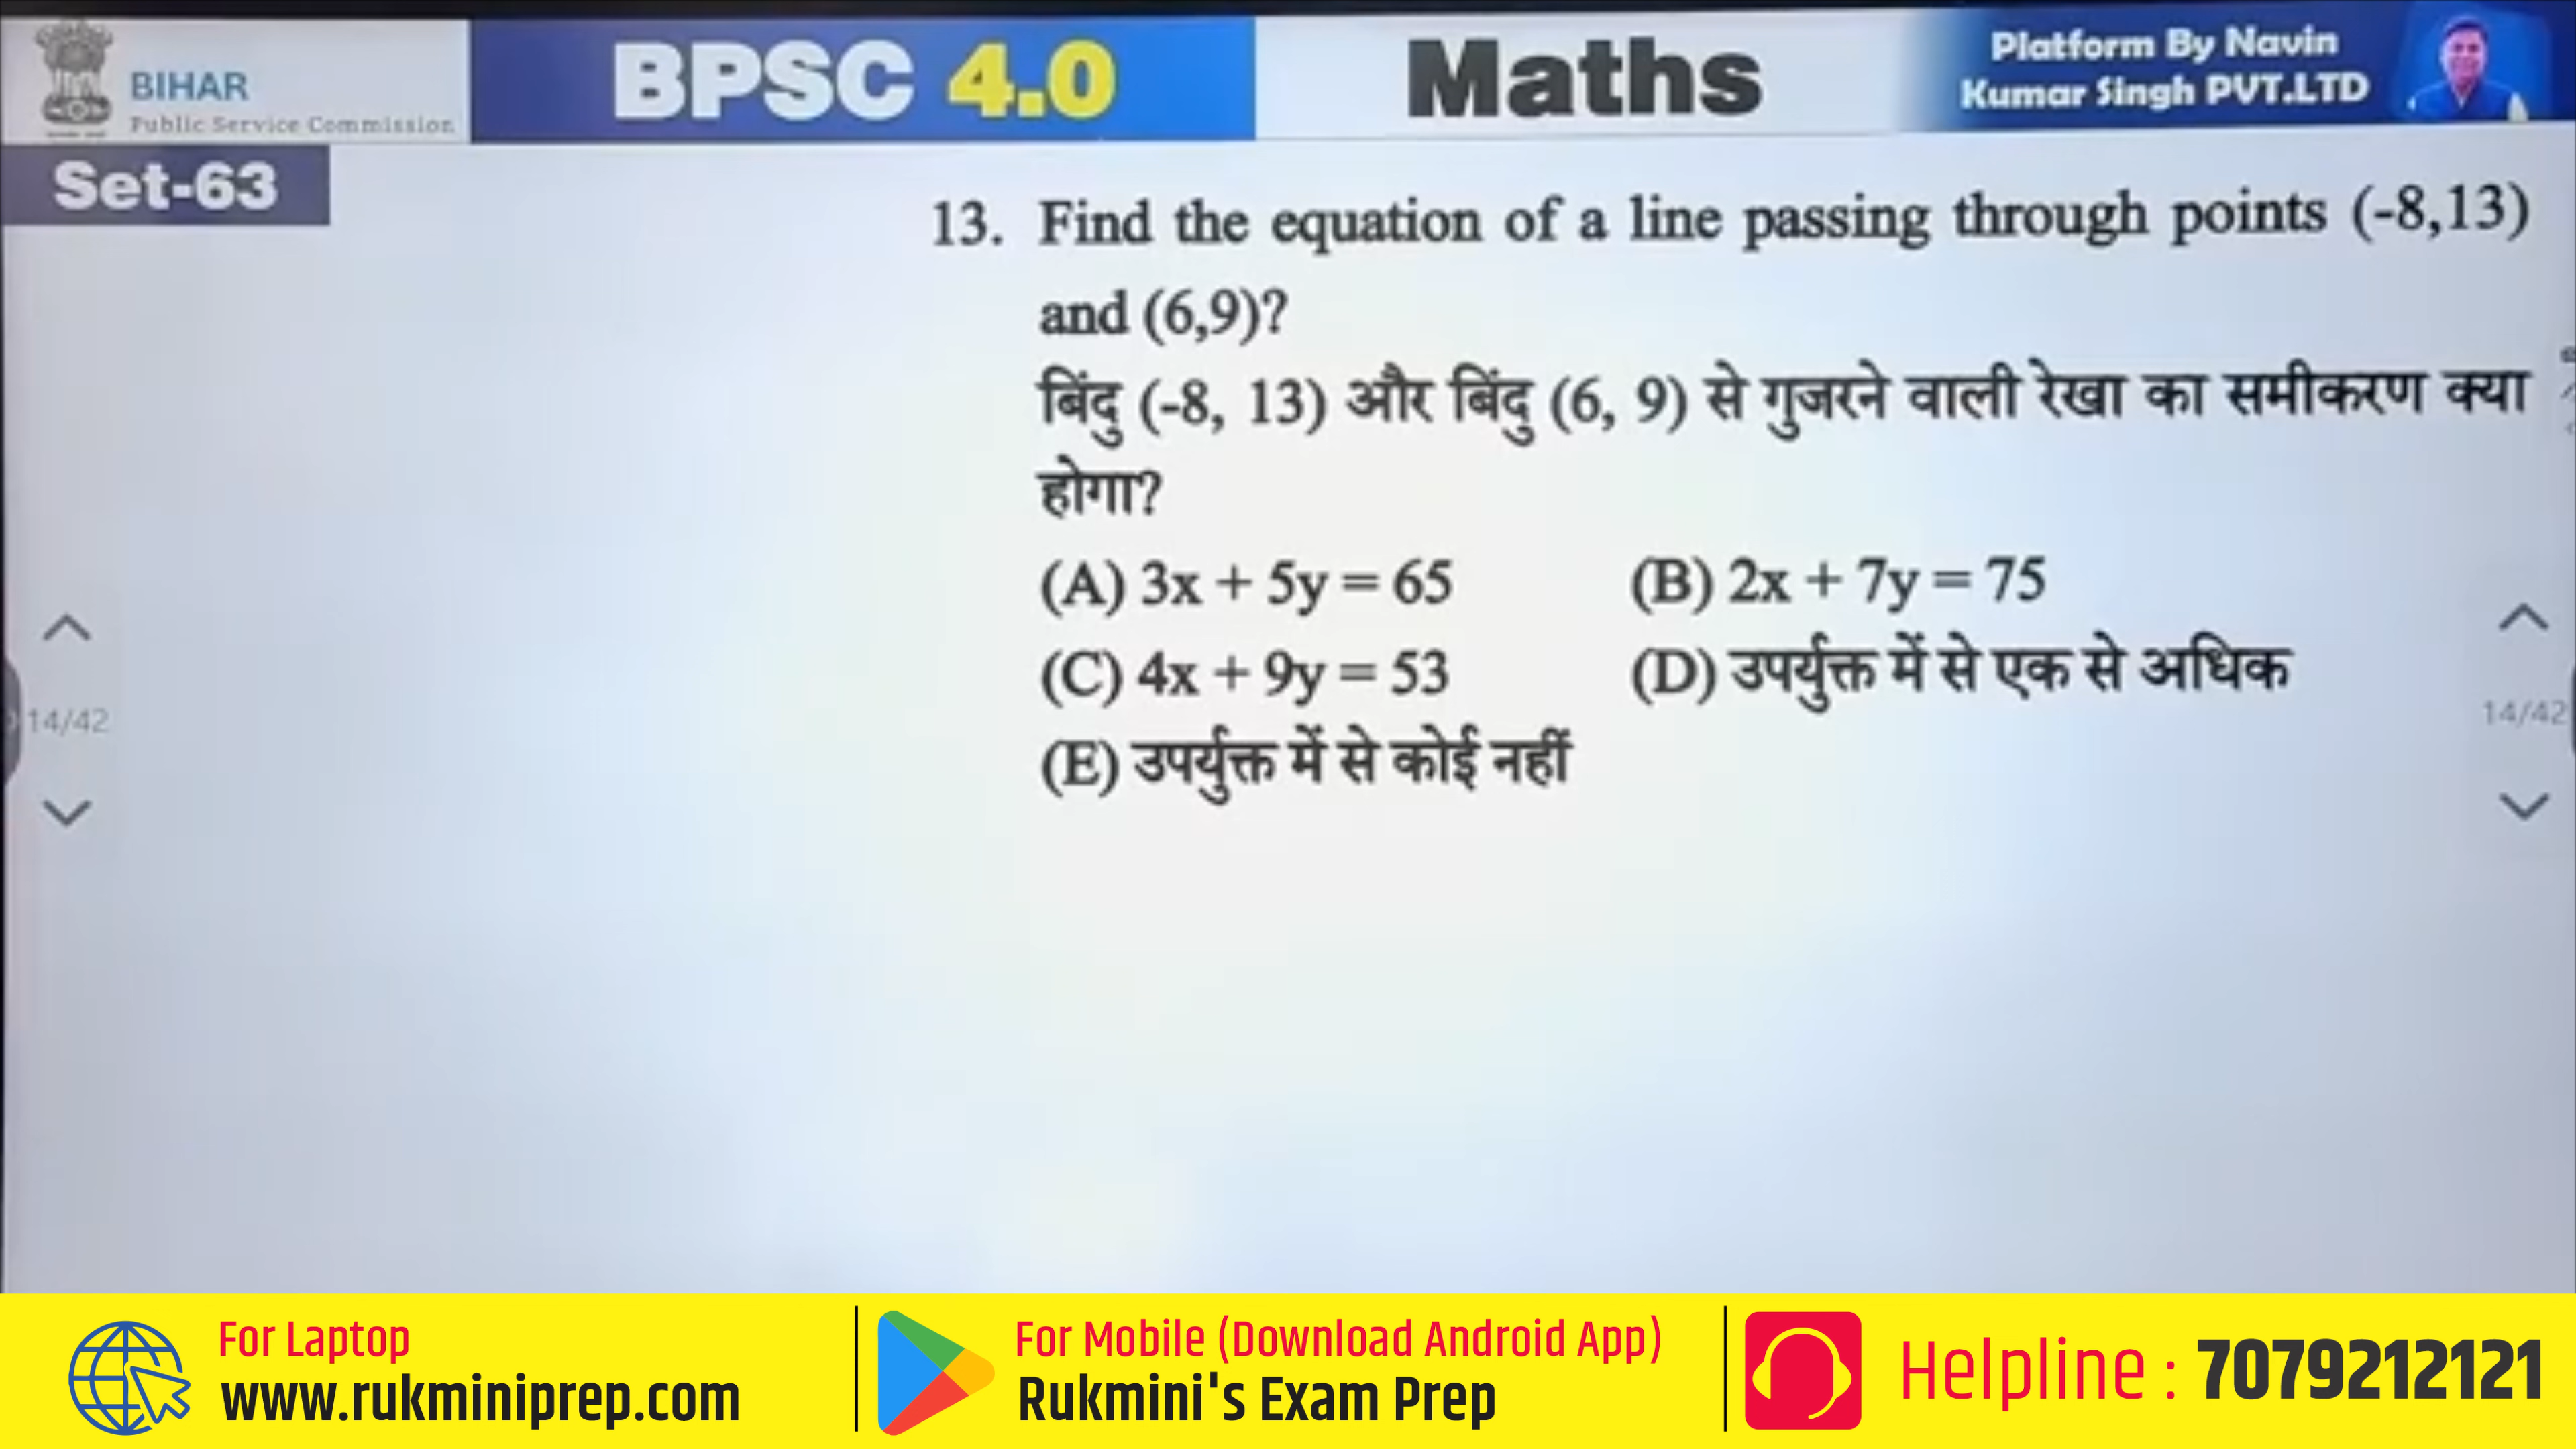 BIHAR
Public Service Commission
BPSC 4.0
Maths
Platform By Navin
Kumar Singh PVT.LTD
Set-63
13. Find the equation of a line passing through points (-8,13)
and (6,9)?
बिंदु (-8, 13) और बिंदु (6, 9) से गुजरने वाली रेखा का समीकरण क्या
होगा?
(A) 3x + 5y = 65 (B) 2x + 7y = 75
(C) 4x + 9y = 53 (D) उपर्युक्त में से एक से अधिक
(E) उपर्युक्त में से कोई नहीं
14/42
14/42
For Laptop
www.rukminiprep.com
For Mobile (Download Android App)
Rukmini's Exam Prep
Helpline : 7079212121